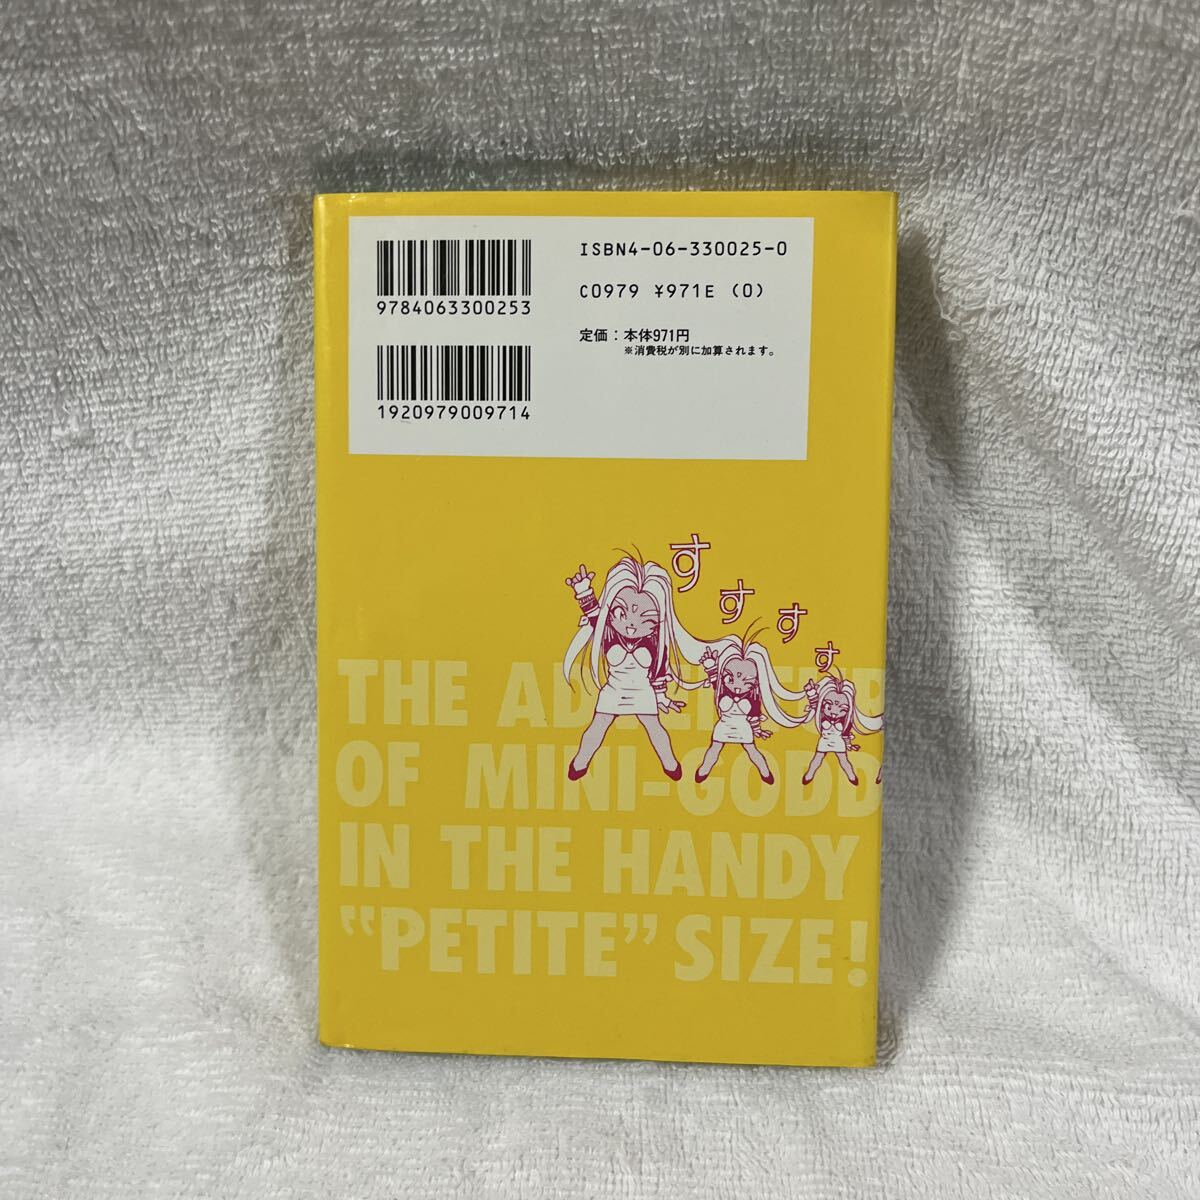 ISBN4-06-330025-0
9784063300253
C0979 ¥971E (0)
定価：本体971円
※消費税が別に加算されます。
1920979009714
す
す
す
す
THE
OF MINI-GODD
IN THE HANDY
“PETITE” SIZE!